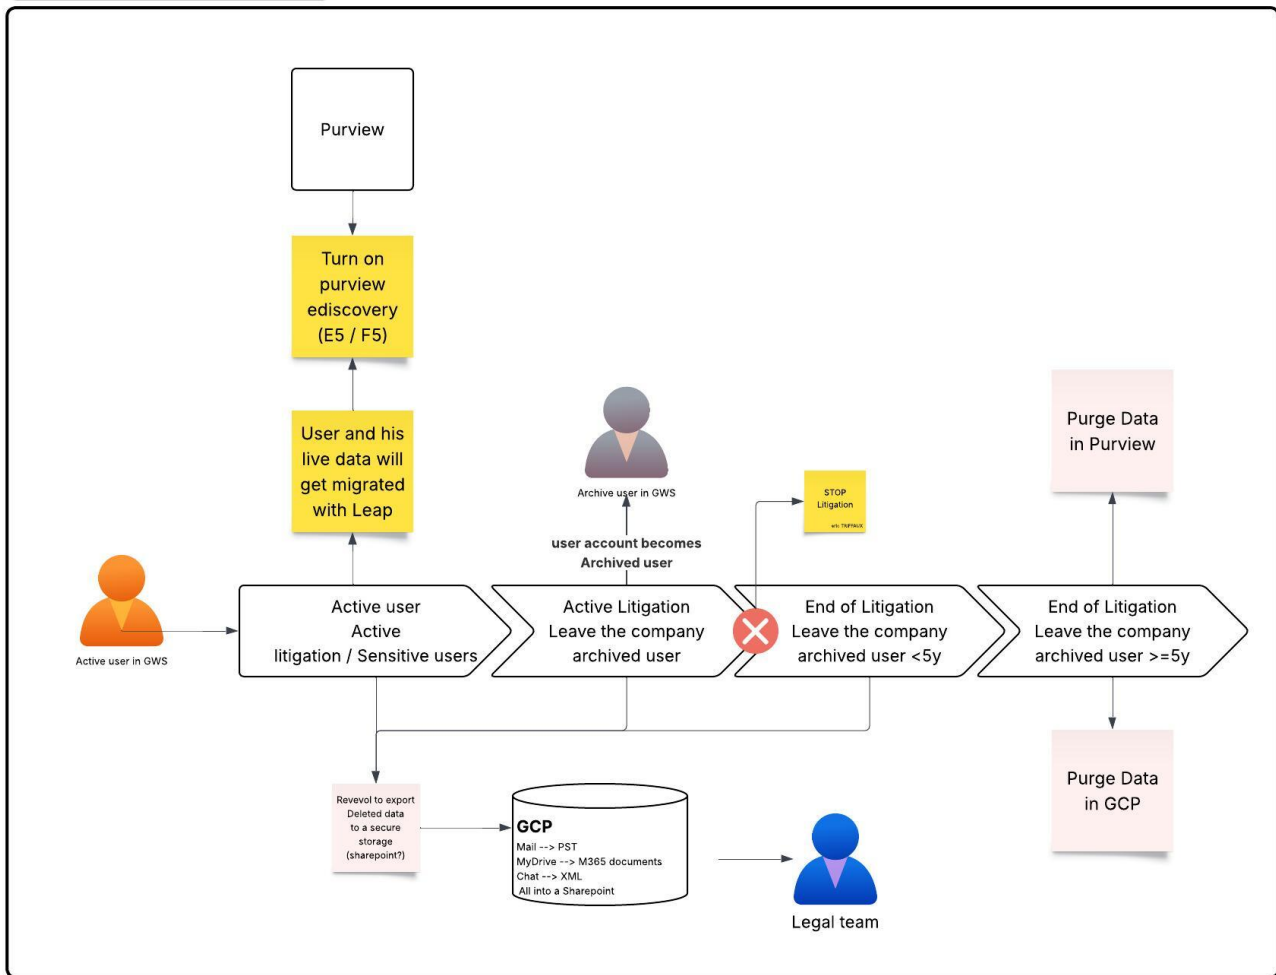 Purview
Turn on
purview
ediscovery
(E5 / F5)
User and his
live data will
get migrated
with Leap
Archive user in GWS
user account becomes
Archived user
STOP
Litigation
Purge Data
in Purview
Active user in GWS
Active user
Active
litigation / Sensitive users
Active Litigation
Leave the company
archived user
End of Litigation
Leave the company
archived user <5y
End of Litigation
Leave the company
archived user >=5y
Revevol to export
Deleted data
to a secure
storage
(sharepoint?)
GCP
Mail --> PST
MyDrive --> M365 documents
Chat --> XML
All into a Sharepoint
Legal team
Purge Data
in GCP